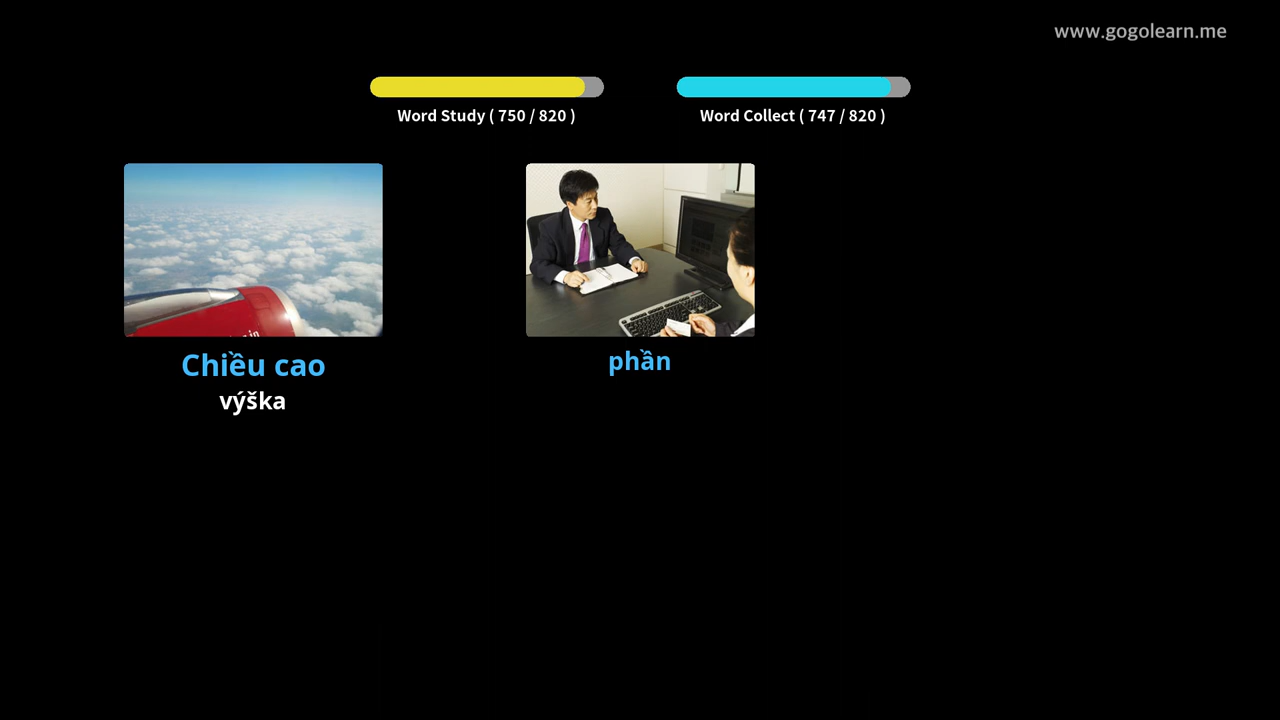 www.gogolearn.me
Word Study ( 750 / 820 )
Word Collect ( 747 / 820 )
Chiều cao
výška
phần